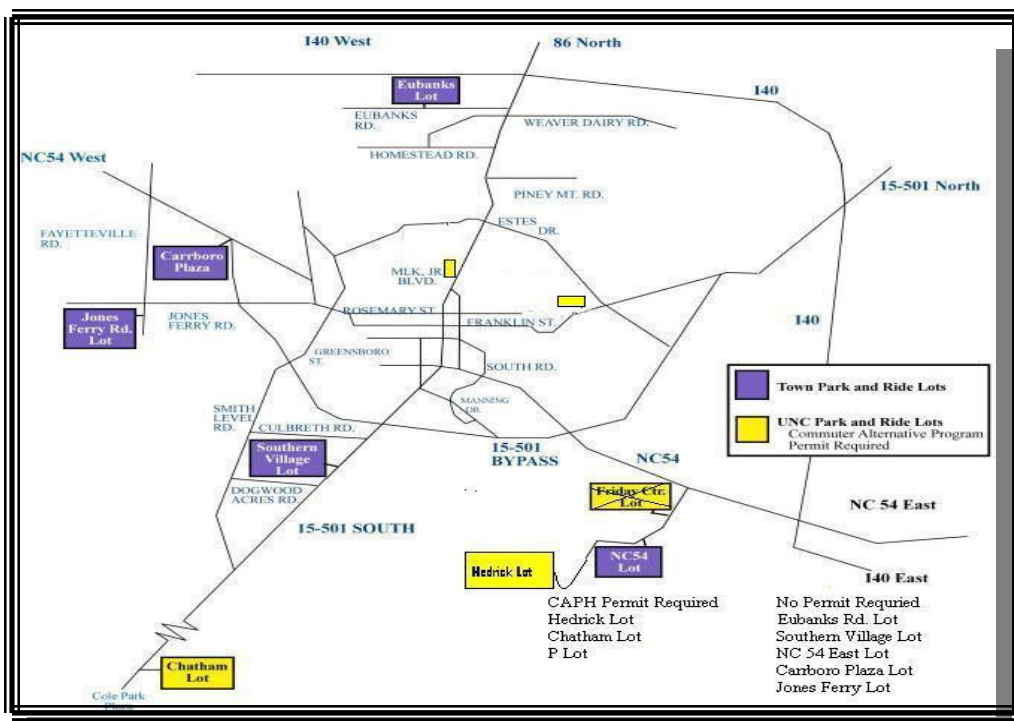 I40 West
86 North
Eubanks
Lot
I40
EUBANKS
RD.
WEAVER DAIRY RD.
HOMESTEAD RD.
NC54 West
PINEY MT. RD.
15-501 North
FAYETTEVILLE
RD.
ESTES
DR.
Carrboro
Plaza
MLK, JR
BLVD.
Jones
Ferry Rd.
Lot
JONES
FERRY RD.
ROSEMARY ST.
FRANKLIN ST.
I40
GREENSBORO
ST.
SOUTH RD.
Town Park and Ride Lots
MANNING
DR.
SMITH
LEVEL
RD.
CULBRETH RD.
UNC Park and Ride Lots
Commuter Alternative Program
Permit Required
Southern
Village
Lot
15-501
BYPASS
NC54
DOGWOOD
ACRES RD.
Friday Ctr.
Lot
NC 54 East
15-501 SOUTH
NC54
Lot
Hedrick Lot
I40 East
CAPH Permit Required
Hedrick Lot
Chatham Lot
P Lot
No Permit Requried
Eubanks Rd. Lot
Southern Village Lot
NC 54 East Lot
Carrboro Plaza Lot
Jones Ferry Lot
Chatham
Lot
Cole Park